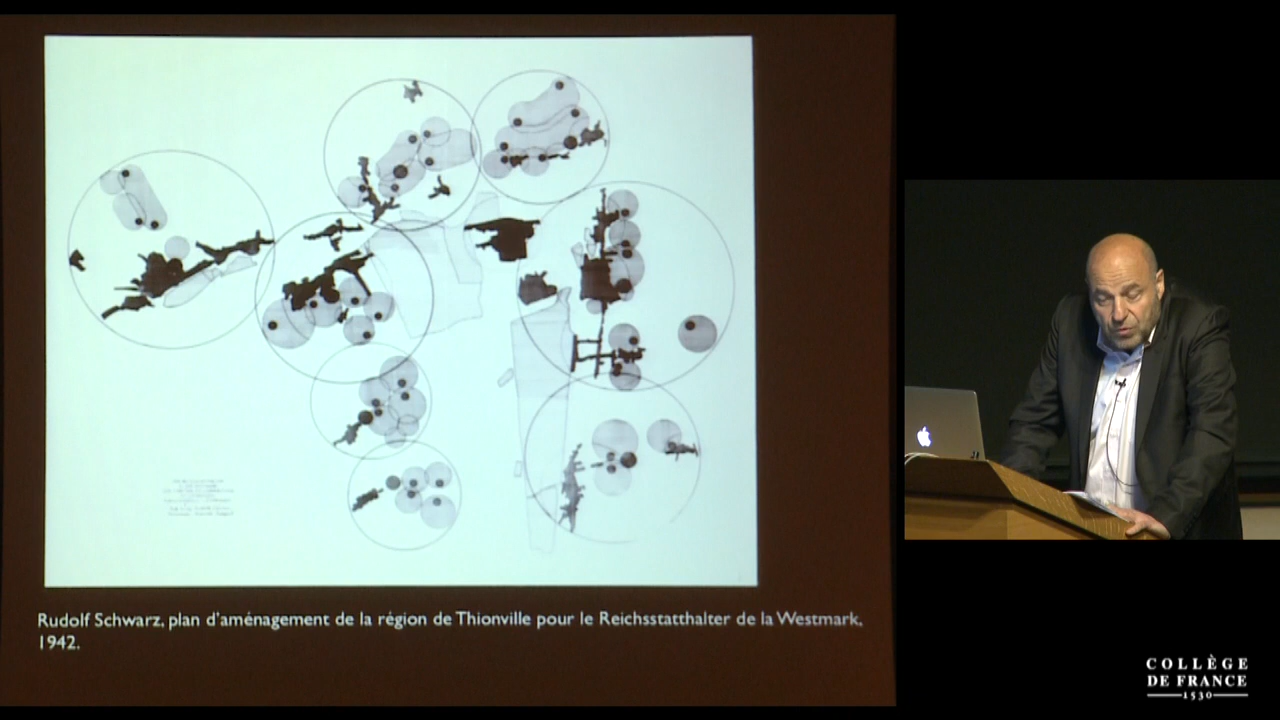 Rudolf Schwarz, plan d'aménagement de la région de Thionville pour le Reichsstatthalter de la Westmark,
1942.
COLLÈGE
DE FRANCE
1530